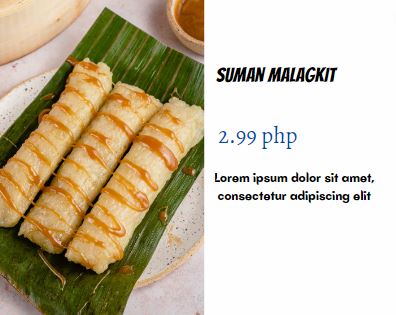 SUMAN MALAGKIT
2.99 php
Lorem ipsum dolor sit amet,
consectetur adipiscing elit